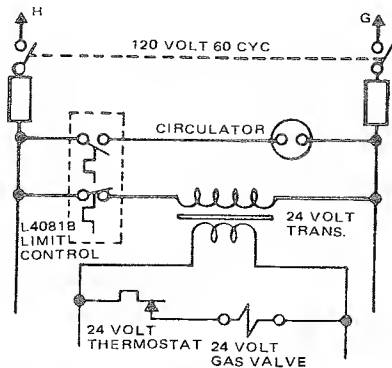 H
G
120 VOLT 60 CYC
CIRCULATOR
L4081B
LIMIT
CONTROL
24 VOLT
TRANS.
24 VOLT
THERMOSTAT
24 VOLT
GAS VALVE